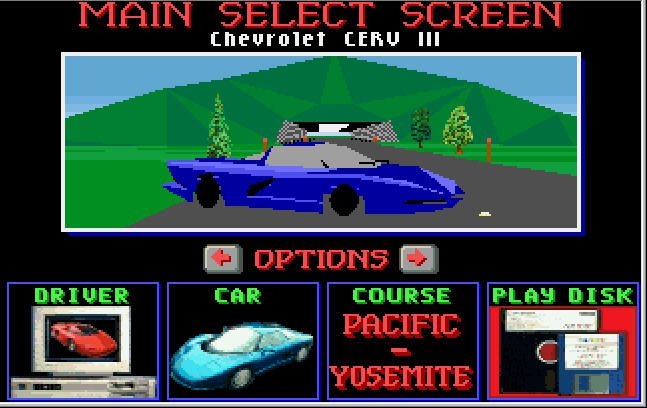 MAIN SELECT SCREEN
Chevrolet CERV III
OPTIONS
DRIVER
CAR
COURSE
PLAY DISK
PACIFIC
-
YOSEMITE